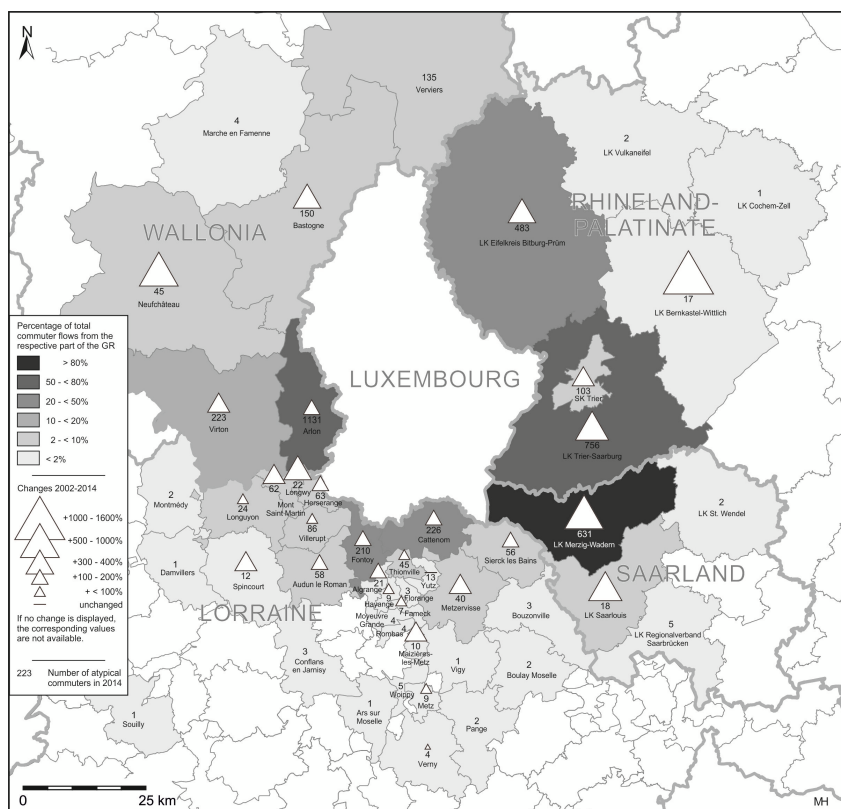 N
135
Verviers
4
Marche en Famenne
2
LK Vulkaneifel
1
LK Cochem-Zell
150
Bastogne
483
LK Eifelkreis Bitburg-Prüm
RHINELAND-
PALATINATE
WALLONIA
45
Neufchâteau
17
LK Bernkastel-Wittlich
Percentage of total
commuter flows from the
respective part of the GR
> 80%
50 - < 80%
20 - < 50%
10 - < 20%
2 - < 10%
< 2%
Changes 2002-2014
+1000 - 1600%
+500 - 1000%
+300 - 400%
+100 - 200%
+ < 100%
unchanged
If no change is displayed,
the corresponding values
are not available.
223 Number of atypical
commuters in 2014
LUXEMBOURG
103
SK Trier
223
Virton
1131
Arlon
756
LK Trier-Saarburg
2
Montmédy
62
Mont
Saint-Martin
22
Longwy
63
Herserange
24
Longuyon
86
Villerupt
226
Cattenom
631
LK Merzig-Wadern
2
LK St. Wendel
210
Fontoy
56
Sierck les Bains
1
Damvillers
12
Spincourt
58
Audun le Roman
45
Thionville
13
Yutz
21
Algrange
9
Hayange
3
Florange
40
Metzervisse
SAARLAND
18
LK Saarlouis
LORRAINE
7
Fameck
Moyeuvre
Grande
4
Rombas
4
3
Bouzonville
5
LK Regionalverband
Saarbrücken
10
Maizières-
les-Metz
3
Conflans
en Jarnisy
1
Vigy
2
Boulay Moselle
1
Souilly
1
Ars sur
Moselle
5
Woippy
9
Metz
2
Pange
4
Verny
0 25 km
MH